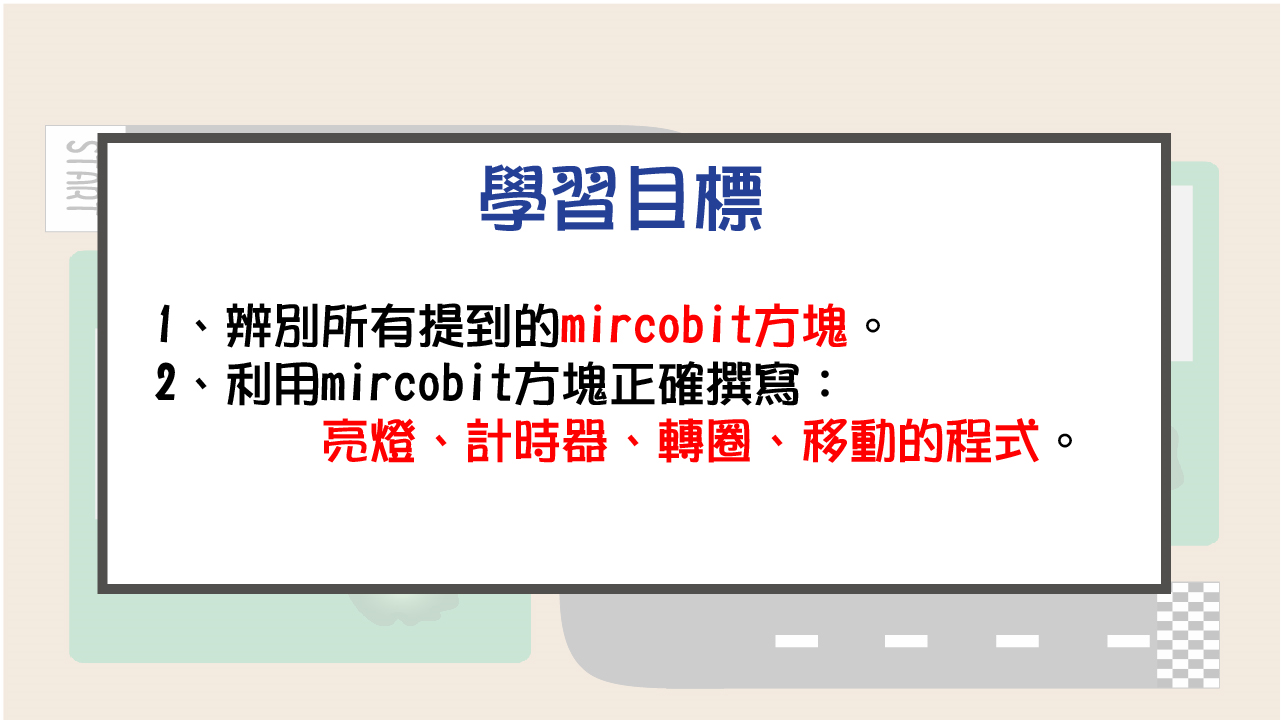 START
學習目標
1、辨別所有提到的mircobit方塊。
2、利用mircobit方塊正確撰寫：
亮燈、計時器、轉圈、移動的程式。